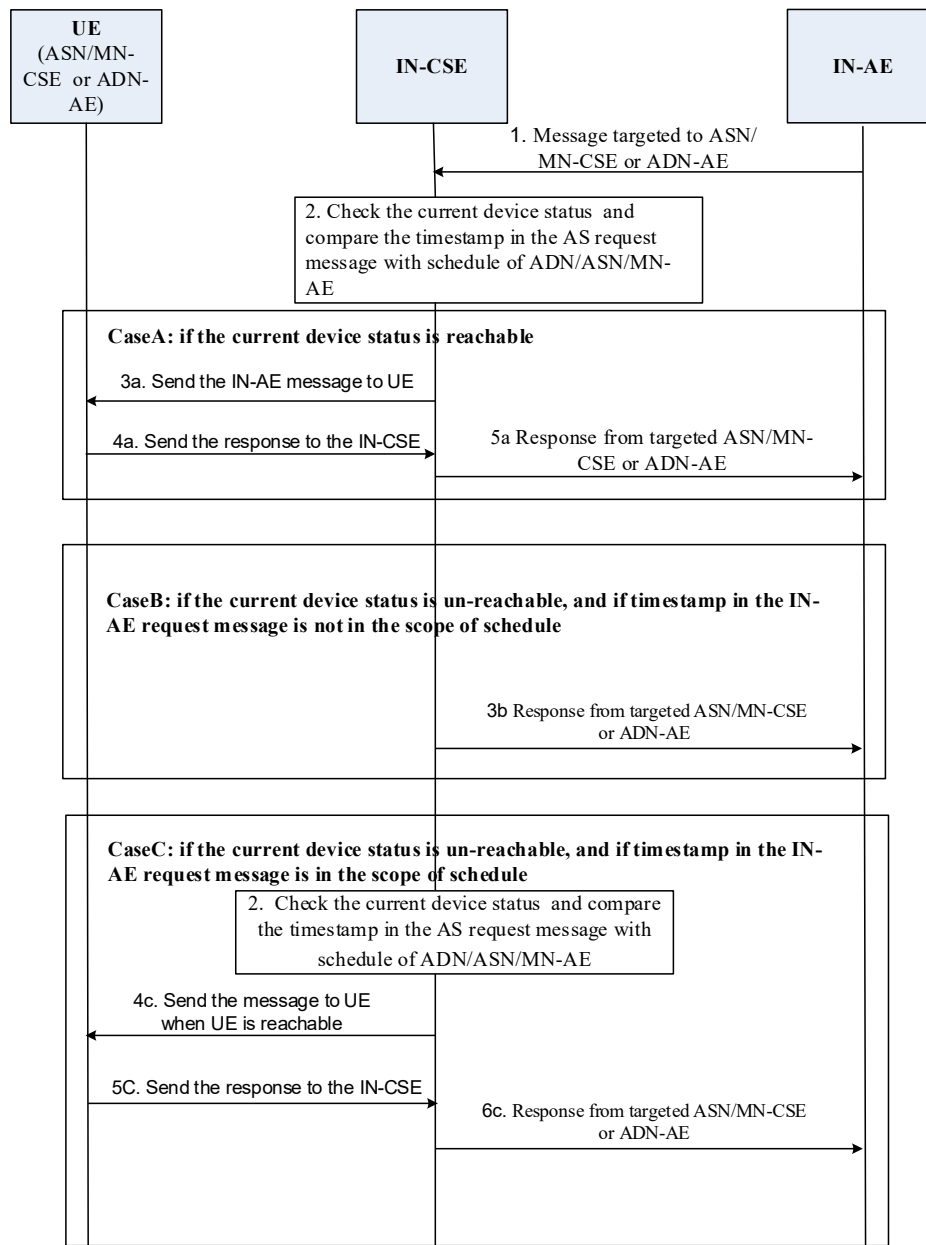 UE
(ASN/MN-
CSE or ADN-
AE)
IN-CSE
IN-AE
1. Message targeted to ASN/
MN-CSE or ADN-AE
2. Check the current device status and
compare the timestamp in the AS request
message with schedule of ADN/ASN/MN-
AE
CaseA: if the current device status is reachable
3a. Send the IN-AE message to UE
4a. Send the response to the IN-CSE
5a Response from targeted ASN/MN-
CSE or ADN-AE
CaseB: if the current device status is un-reachable, and if timestamp in the IN-
AE request message is not in the scope of schedule
3b Response from targeted ASN/MN-CSE
or ADN-AE
CaseC: if the current device status is un-reachable, and if timestamp in the IN-
AE request message is in the scope of schedule
2. Check the current device status and compare
the timestamp in the AS request message with
schedule of ADN/ASN/MN-AE
4c. Send the message to UE
when UE is reachable
5C. Send the response to the IN-CSE
6c. Response from targeted ASN/MN-CSE
or ADN-AE